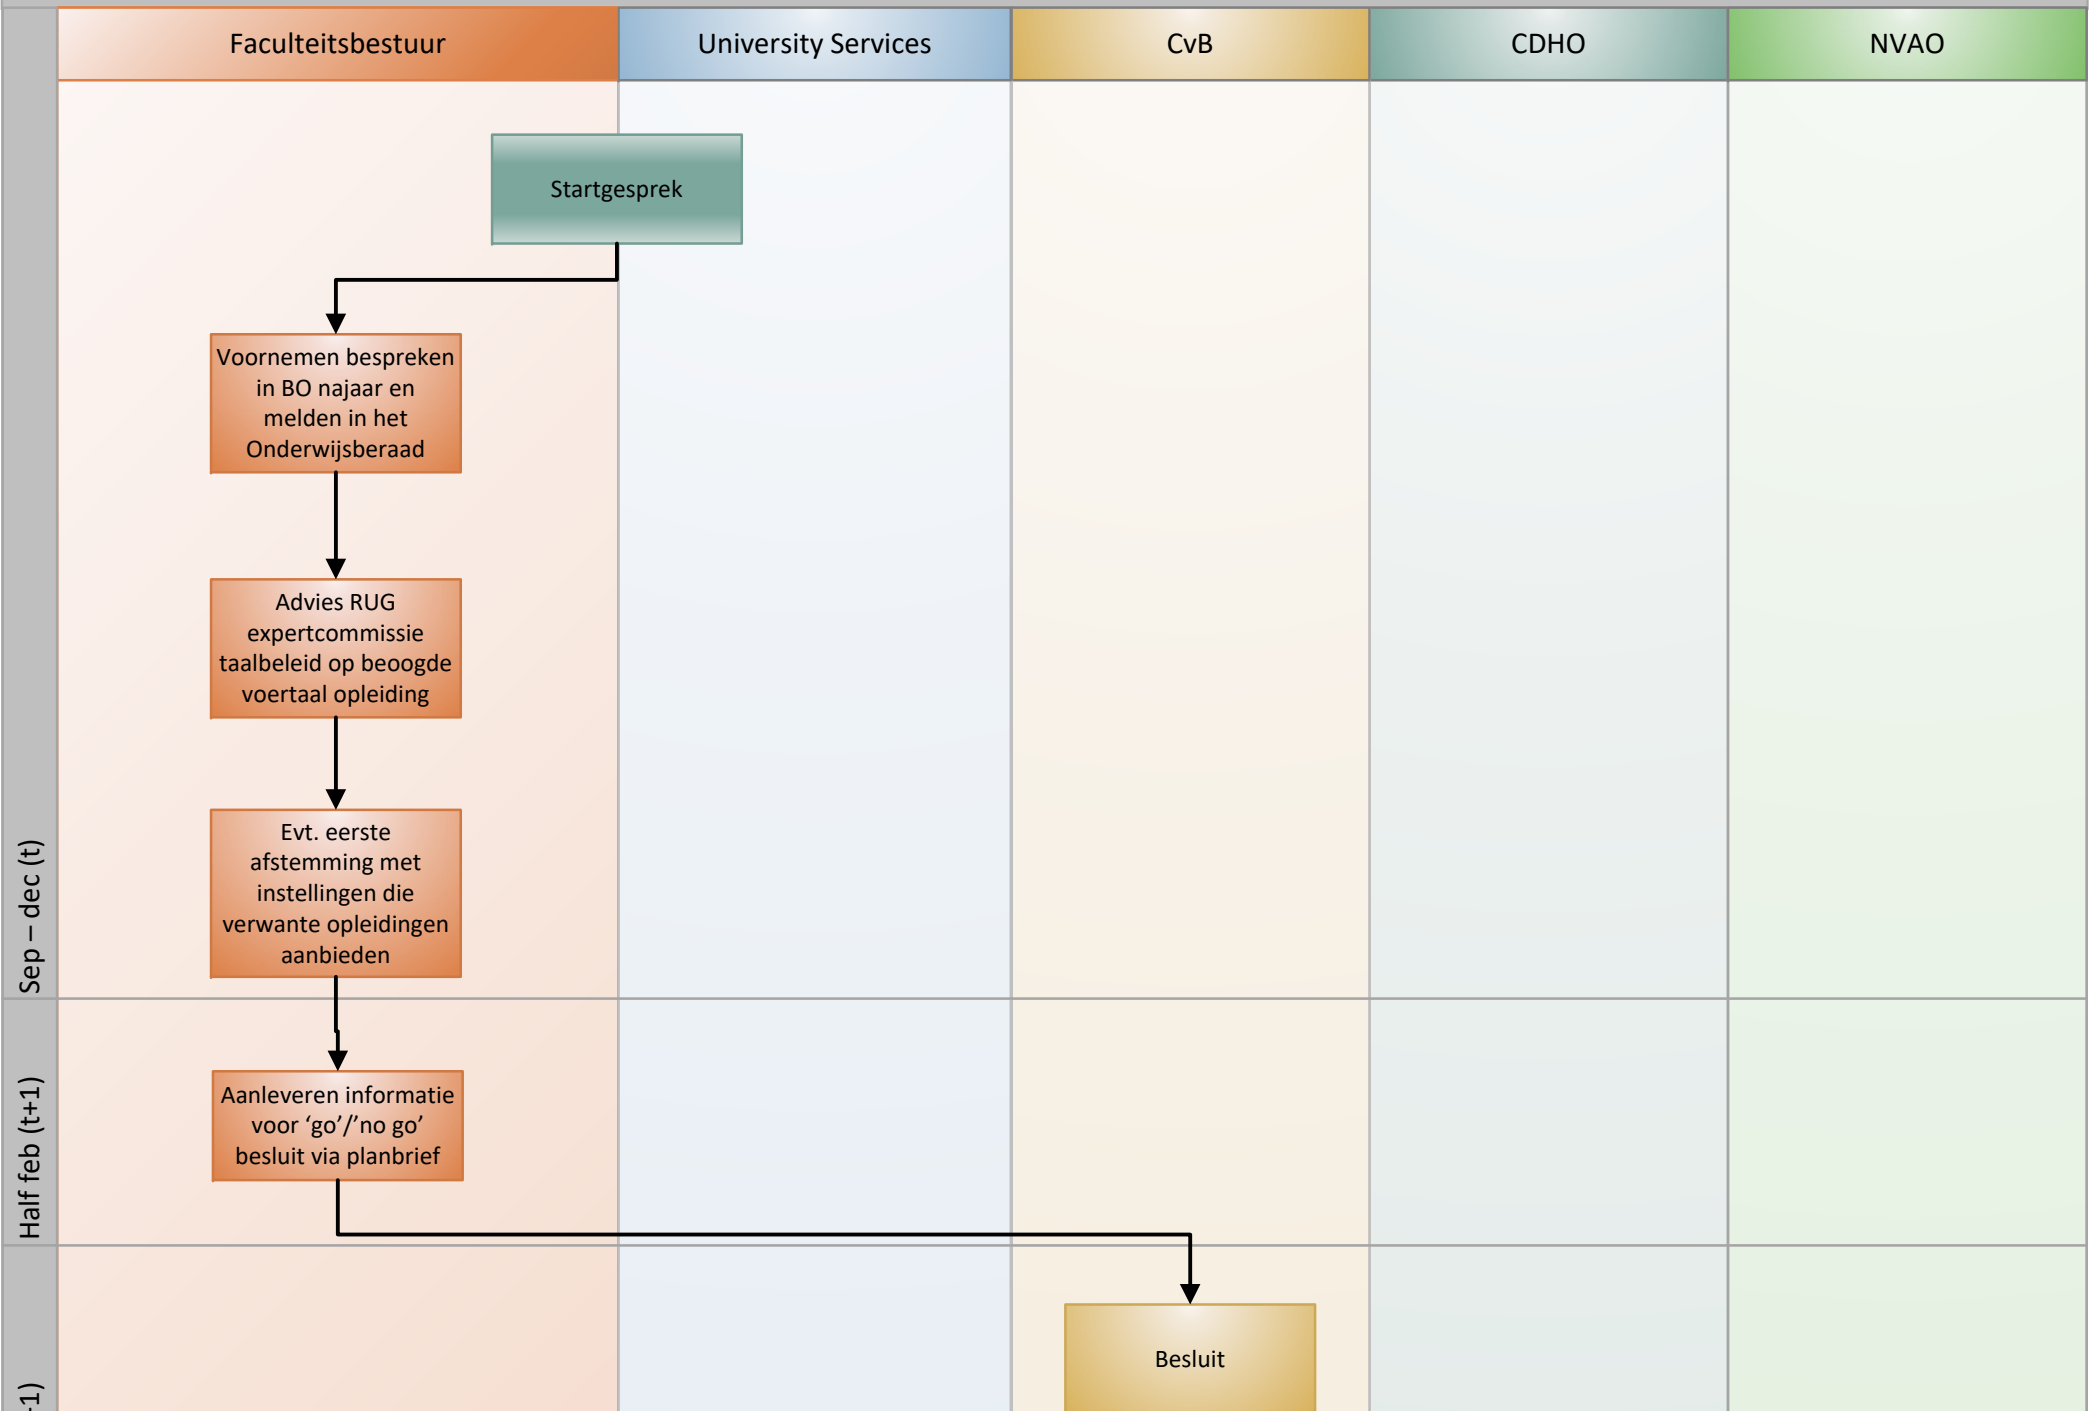 Faculteitsbestuur
University Services
CvB
CDHO
NVAO
Startgesprek
Voornemen bespreken
in BO najaar en
melden in het
Onderwijsberaad
Advies RUG
expertcommissie
taalbeleid op beoogde
voertaal opleiding
Evt. eerste
afstemming met
instellingen die
verwante opleidingen
aanbieden
Sep – dec (t)
Aanleveren informatie
voor ‘go’/’no go’
besluit via planbrief
Half feb (t+1)
Besluit